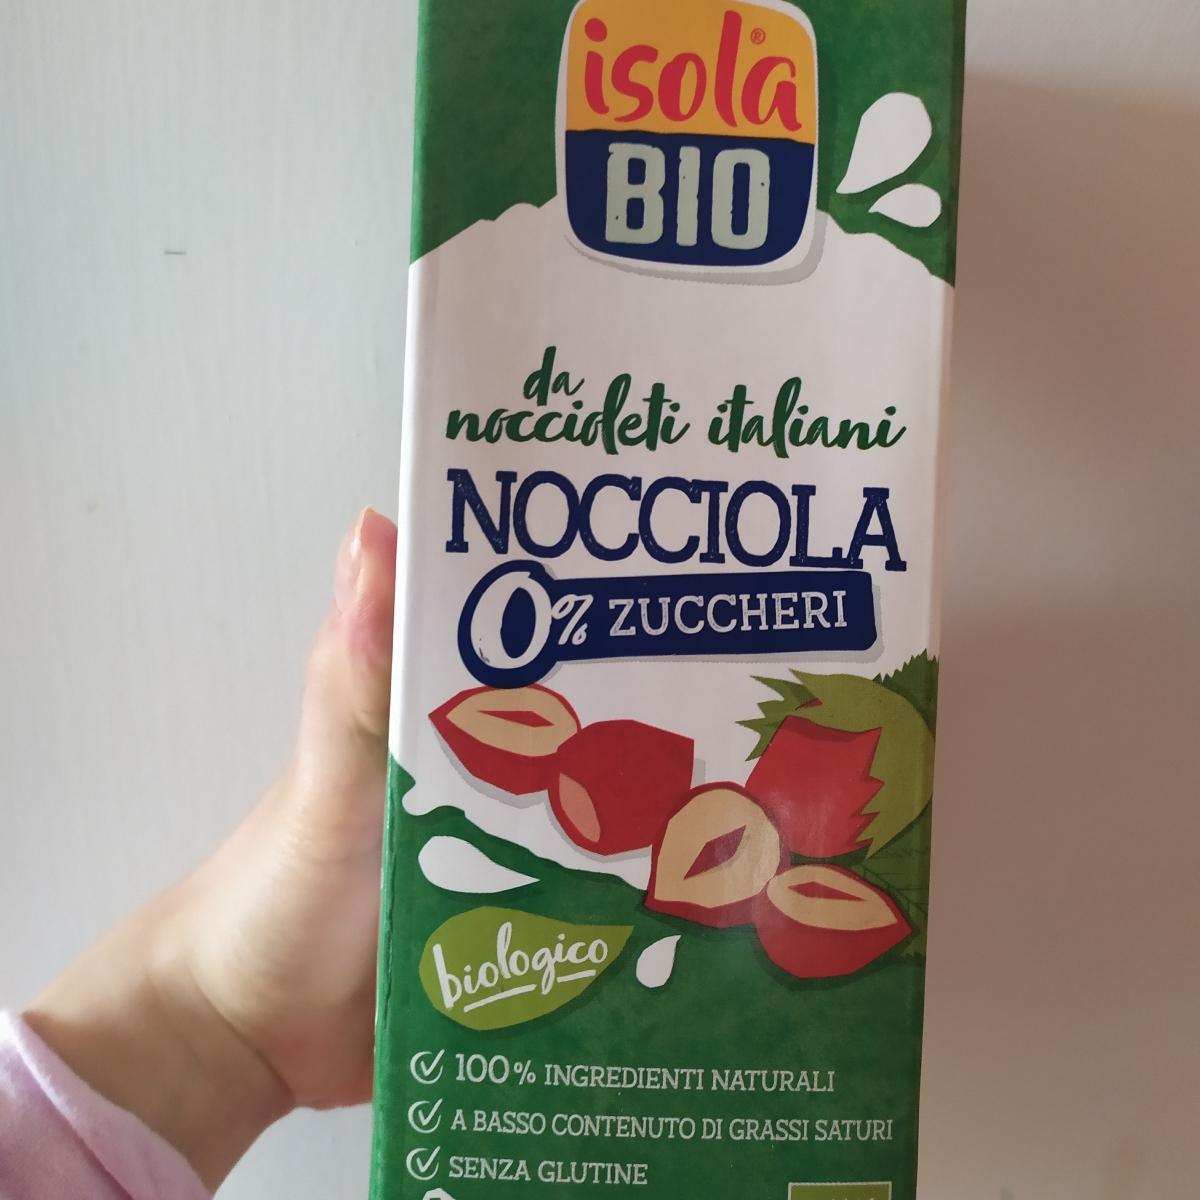 isola®
BIO
da
noccioleti italiani
NOCCIOLA
0% ZUCCHERI
biologico
100% INGREDIENTI NATURALI
A BASSO CONTENUTO DI GRASSI SATURI
SENZA GLUTINE